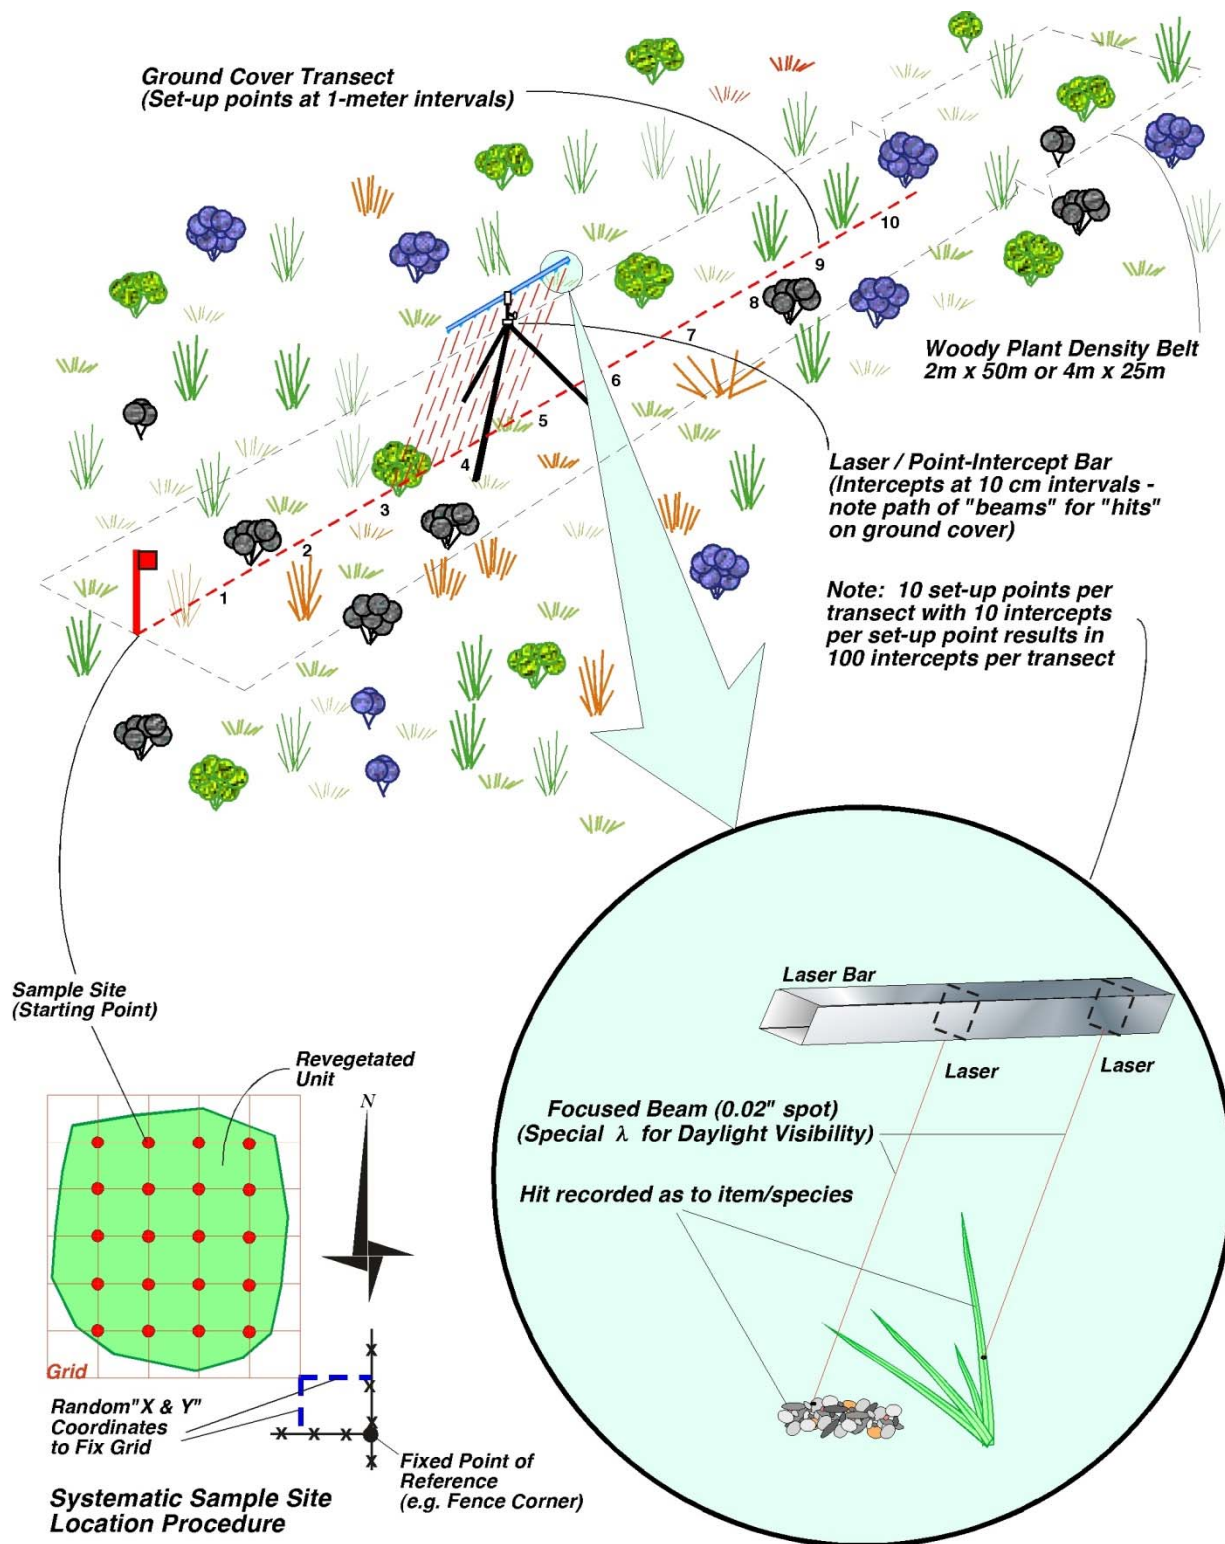 Ground Cover Transect
(Set-up points at 1-meter intervals)
10
9
8
7
6
5
4
3
2
1
Woody Plant Density Belt
2m x 50m or 4m x 25m
Laser / Point-Intercept Bar
(Intercepts at 10 cm intervals -
note path of "beams" for "hits"
on ground cover)
Note:  10 set-up points per
transect with 10 intercepts
per set-up point results in
100 intercepts per transect
Sample Site
(Starting Point)
Revegetated
Unit
N
Grid
Random"X & Y"
Coordinates
to Fix Grid
x
x
x
x x x
x
Fixed Point of
Reference
(e.g. Fence Corner)
Systematic Sample Site
Location Procedure
Laser Bar
Laser
Laser
Focused Beam (0.02" spot)
(Special λ for Daylight Visibility)
Hit recorded as to item/species